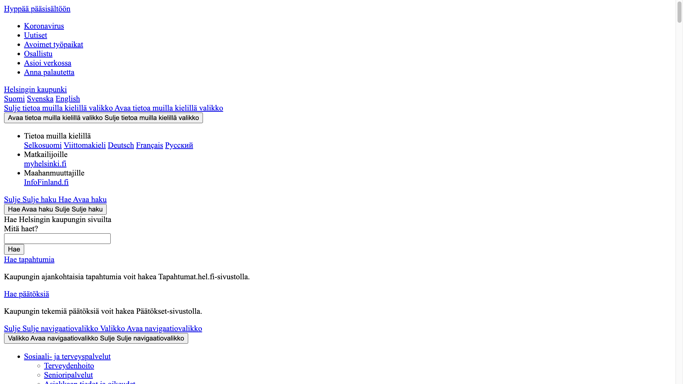 Hyppää pääsisältöön
Koronavirus
Uutiset
Avoimet työpaikat
Osallistu
Asioi verkossa
Anna palautetta
Helsingin kaupunki
Suomi Svenska English
Sulje tietoa muilla kielillä valikko Avaa tietoa muilla kielillä valikko
Avaa tietoa muilla kielillä valikko Sulje tietoa muilla kielillä valikko
Tietoa muilla kielillä
Selkosuomi Viittomakieli Deutsch Français Русский
Matkailijoille
myhelsinki.fi
Maahanmuuttajille
InfoFinland.fi
Sulje Sulje haku Hae Avaa haku
Hae Avaa haku Sulje Sulje haku
Hae Helsingin kaupungin sivuilta
Mitä haet?
Hae
Hae tapahtumia
Kaupungin ajankohtaisia tapahtumia voit hakea Tapahtumat.hel.fi-sivustolla.
Hae päätöksiä
Kaupungin tekemiä päätöksiä voit hakea Päätökset-sivustolla.
Sulje Sulje navigaatiovalikko Valikko Avaa navigaatiovalikko
Valikko Avaa navigaatiovalikko Sulje Sulje navigaatiovalikko
Sosiaali- ja terveyspalvelut
Terveydenhoito
Senioripalvelut
Asiakkaan tiedot ja oikeudet